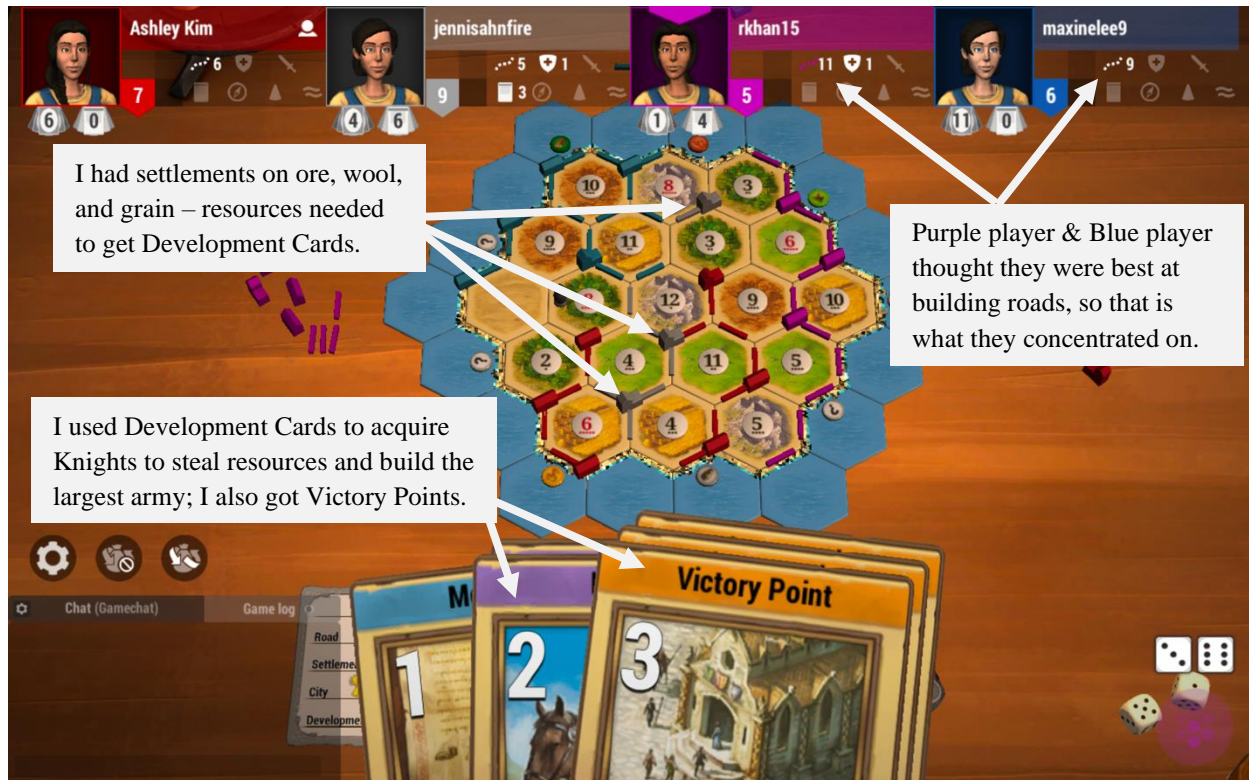 Ashley Kim
6
7
6 0
jennisahnfire
5 1
3
9
4 6
rkhan15
11 1
5
1 4
maxinelee9
9
6
11 0
I had settlements on ore, wool,
and grain – resources needed
to get Development Cards.
Purple player & Blue player
thought they were best at
building roads, so that is
what they concentrated on.
10 8 3
9 11 3 6
? 12 9 10
2 4 11 5
6 4 5
?
?
I used Development Cards to acquire
Knights to steal resources and build the
largest army; I also got Victory Points.
Chat (Gamechat)
Game log
Road
Settleme
City
Developme
M
1
2
Victory Point
3